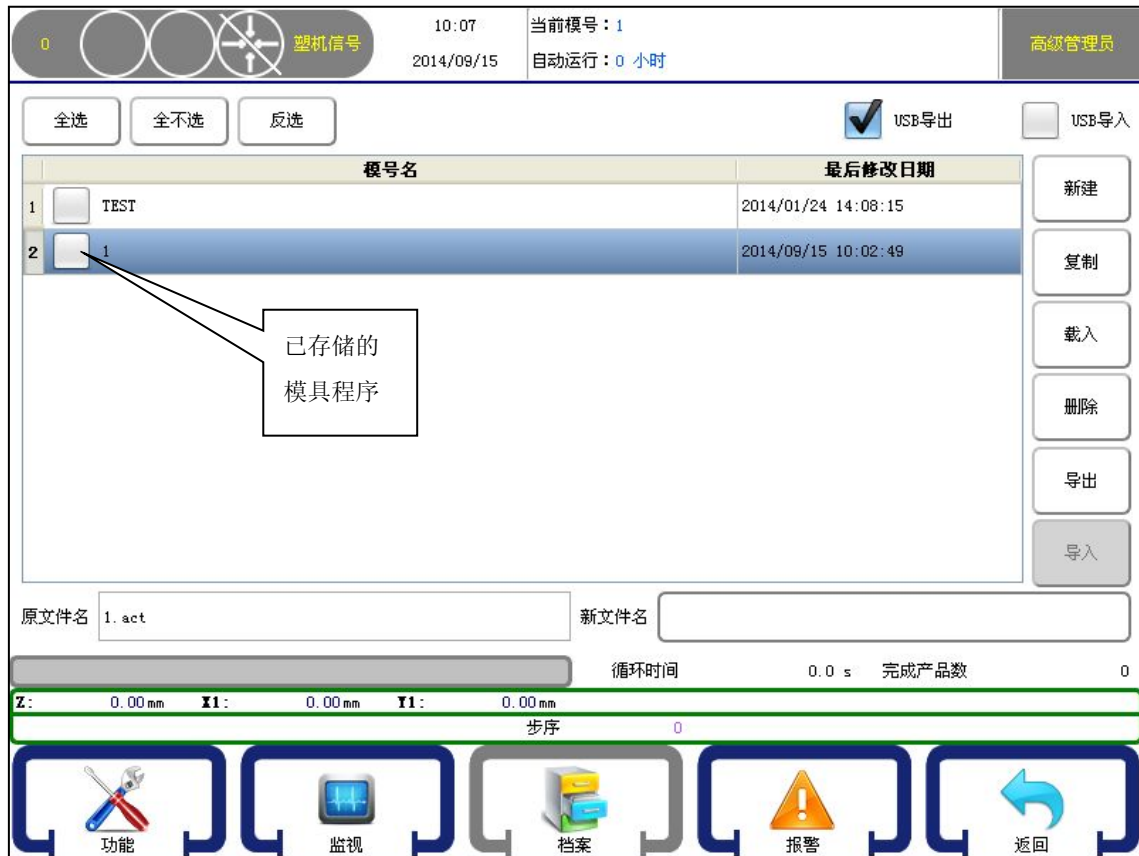 0 塑机信号 10:07 当前模号：1 高级管理员
2014/09/15 自动运行：0 小时
全选 全不选 反选 USB导出 USB导入
模号名 最后修改日期 新建
1 TEST 2014/01/24 14:08:15
2 1 2014/09/15 10:02:49 复制
已存储的
模具程序
载入
删除
导出
导入
原文件名 1.act 新文件名
循环时间 0.0 s 完成产品数 0
Z: 0.00mm X1: 0.00mm Y1: 0.00mm
步序 0
功能 监视 档案 报警 返回